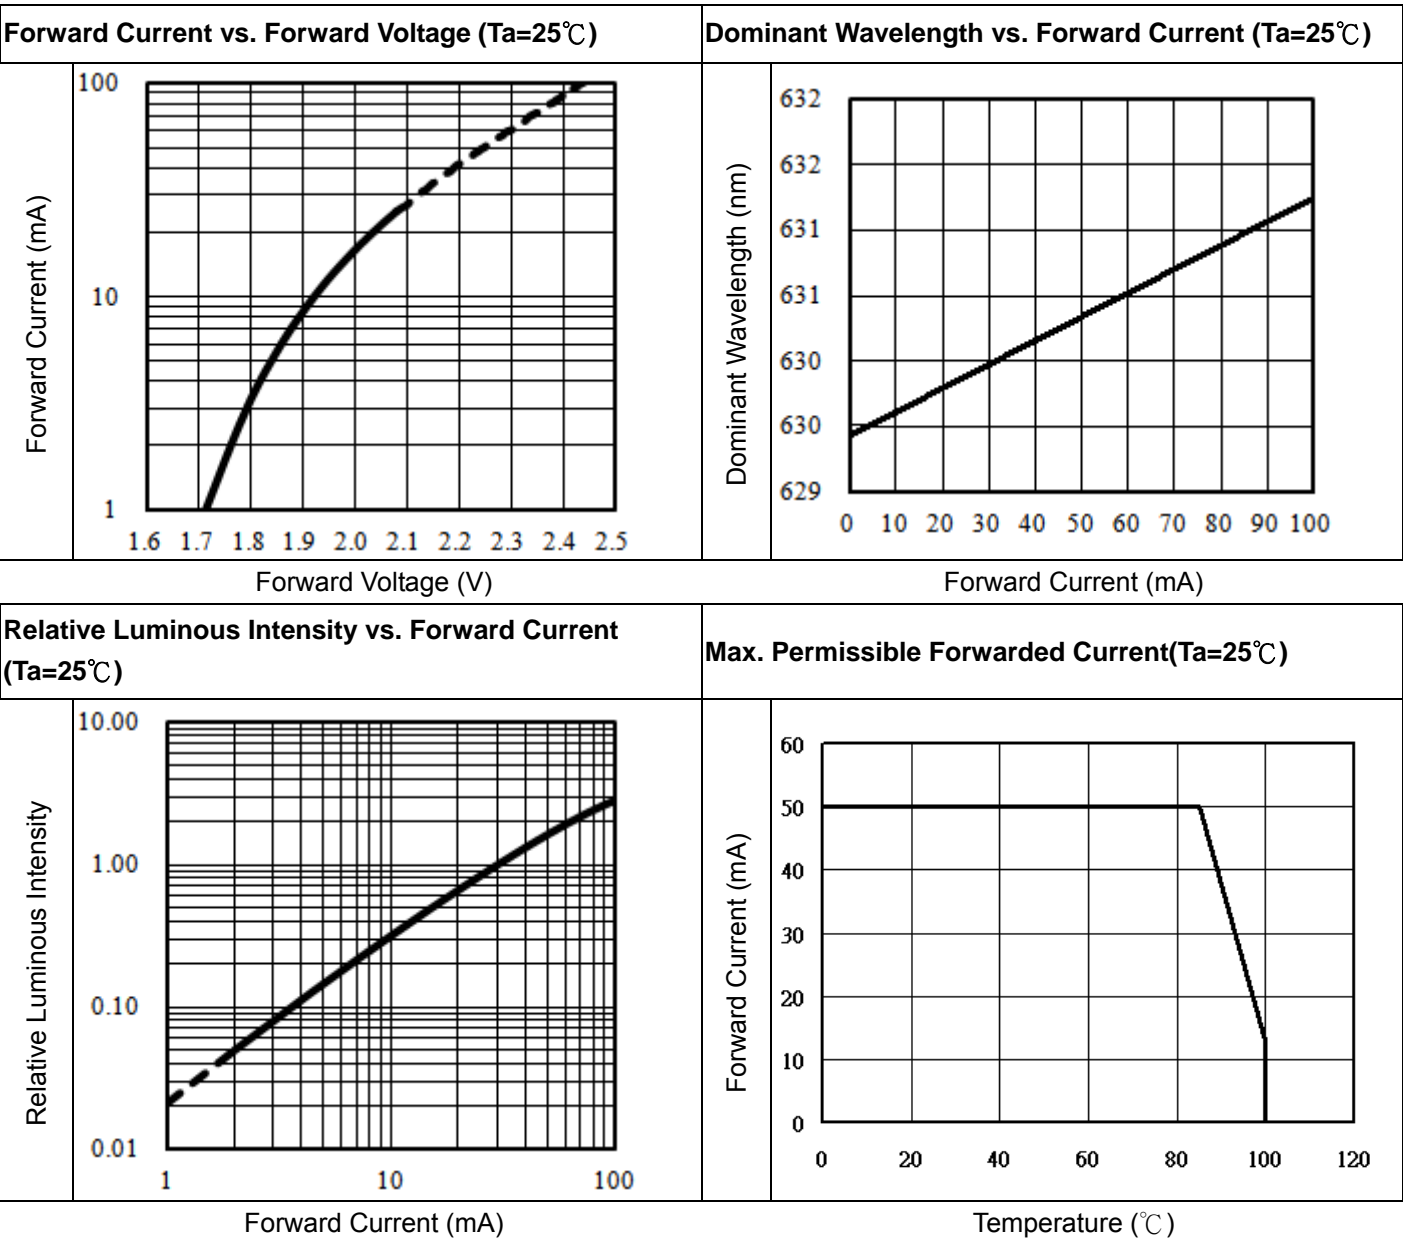 Forward Current vs. Forward Voltage (Ta=25℃)
Dominant Wavelength vs. Forward Current (Ta=25℃)
Forward Current (mA)
100
10
1
1.6 1.7 1.8 1.9 2.0 2.1 2.2 2.3 2.4 2.5
Forward Voltage (V)
Dominant Wavelength (nm)
632
632
631
631
630
630
629
0 10 20 30 40 50 60 70 80 90 100
Forward Current (mA)
Relative Luminous Intensity vs. Forward Current
(Ta=25℃)
Max. Permissible Forwarded Current(Ta=25℃)
Relative Luminous Intensity
10.00
1.00
0.10
0.01
1 10 100
Forward Current (mA)
Forward Current (mA)
60
50
40
30
20
10
0
0 20 40 60 80 100 120
Temperature (℃)